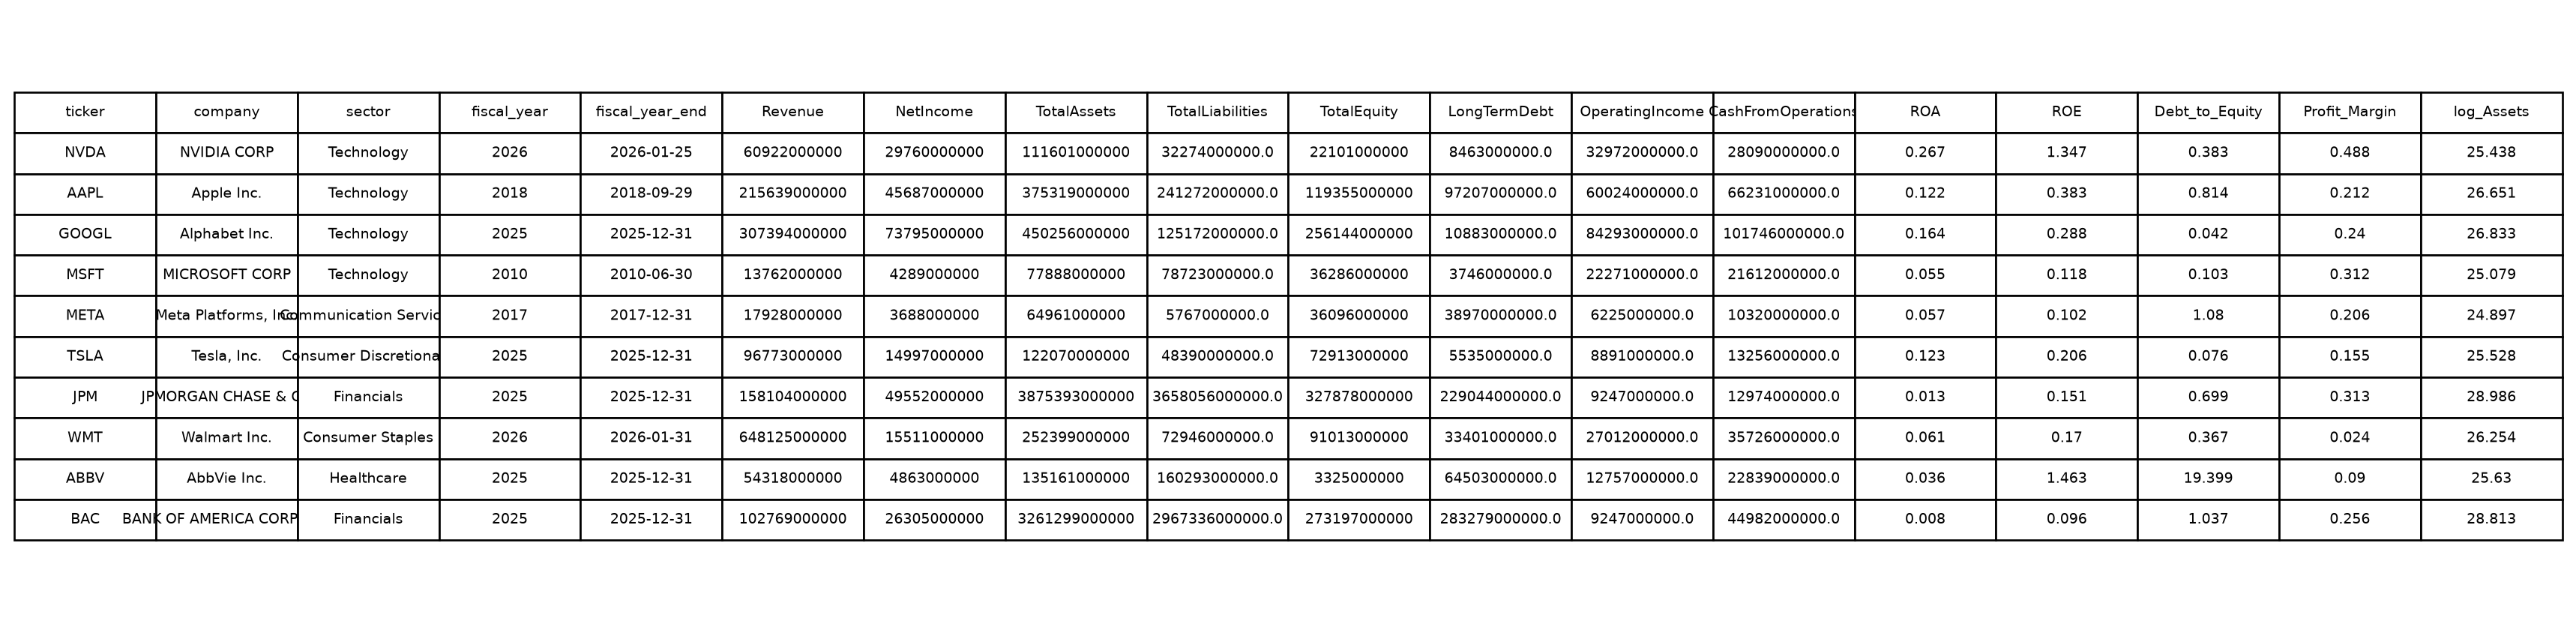 ticker company sector fiscal_year fiscal_year_end Revenue NetIncome TotalAssets TotalLiabilities TotalEquity LongTermDebt OperatingIncome CashFromOperations ROA ROE Debt_to_Equity Profit_Margin log_Assets
NVDA NVIDIA CORP Technology 2026 2026-01-25 60922000000 29760000000 111601000000 32274000000.0 22101000000 8463000000.0 32972000000.0 28090000000.0 0.267 1.347 0.383 0.488 25.438
AAPL Apple Inc. Technology 2018 2018-09-29 215639000000 45687000000 375319000000 241272000000.0 119355000000 97207000000.0 60024000000.0 66231000000.0 0.122 0.383 0.814 0.212 26.651
GOOGL Alphabet Inc. Technology 2025 2025-12-31 307394000000 73795000000 450256000000 125172000000.0 256144000000 10883000000.0 84293000000.0 101746000000.0 0.164 0.288 0.042 0.24 26.833
MSFT MICROSOFT CORP Technology 2010 2010-06-30 13762000000 4289000000 77888000000 78723000000.0 36286000000 3746000000.0 22271000000.0 21612000000.0 0.055 0.118 0.103 0.312 25.079
META Meta Platforms, Inc. Communication Servic 2017 2017-12-31 17928000000 3688000000 64961000000 5767000000.0 36096000000 38970000000.0 6225000000.0 10320000000.0 0.057 0.102 1.08 0.206 24.897
TSLA Tesla, Inc. Consumer Discretiona 2025 2025-12-31 96773000000 14997000000 122070000000 48390000000.0 72913000000 5535000000.0 8891000000.0 13256000000.0 0.123 0.206 0.076 0.155 25.528
JPM JPMORGAN CHASE & C Financials 2025 2025-12-31 158104000000 49552000000 3875393000000 3658056000000.0 327878000000 229044000000.0 9247000000.0 12974000000.0 0.013 0.151 0.699 0.313 28.986
WMT Walmart Inc. Consumer Staples 2026 2026-01-31 648125000000 15511000000 252399000000 72946000000.0 91013000000 33401000000.0 27012000000.0 35726000000.0 0.061 0.17 0.367 0.024 26.254
ABBV AbbVie Inc. Healthcare 2025 2025-12-31 54318000000 4863000000 135161000000 160293000000.0 3325000000 64503000000.0 12757000000.0 22839000000.0 0.036 1.463 19.399 0.09 25.63
BAC BANK OF AMERICA CORP Financials 2025 2025-12-31 102769000000 26305000000 3261299000000 2967336000000.0 273197000000 283279000000.0 9247000000.0 44982000000.0 0.008 0.096 1.037 0.256 28.813